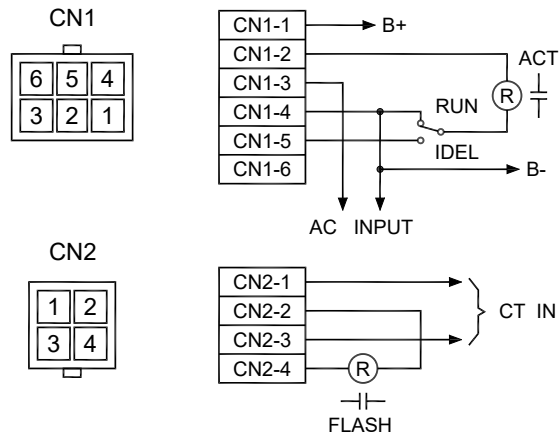 CN1
6 5 4
3 2 1
CN1-1
CN1-2
CN1-3
CN1-4
CN1-5
CN1-6
B+
ACT
R
RUN
IDEL
B-
AC INPUT
CN2
1 2
3 4
CN2-1
CN2-2
CN2-3
CN2-4
CT IN
R
FLASH